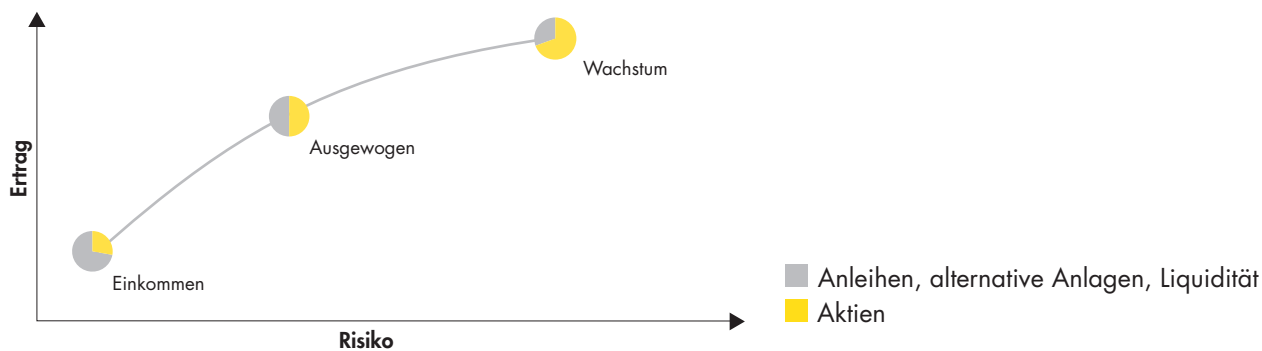 Wachstum
Ausgewogen
Ertrag
Einkommen
Anleihen, alternative Anlagen, Liquidität
Aktien
Risiko